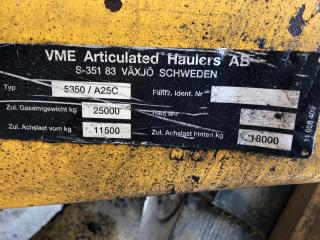 VME Articulated Haulers AB
S-351 83 VÄXJÖ SCHWEDEN
Typ 5350 / A25C Fahrz. Ident. Nr
Zul. Gesamtgewicht kg 25000
Zul. Achslast vorn kg 11500 Zul. Achslast hinten kg 18000